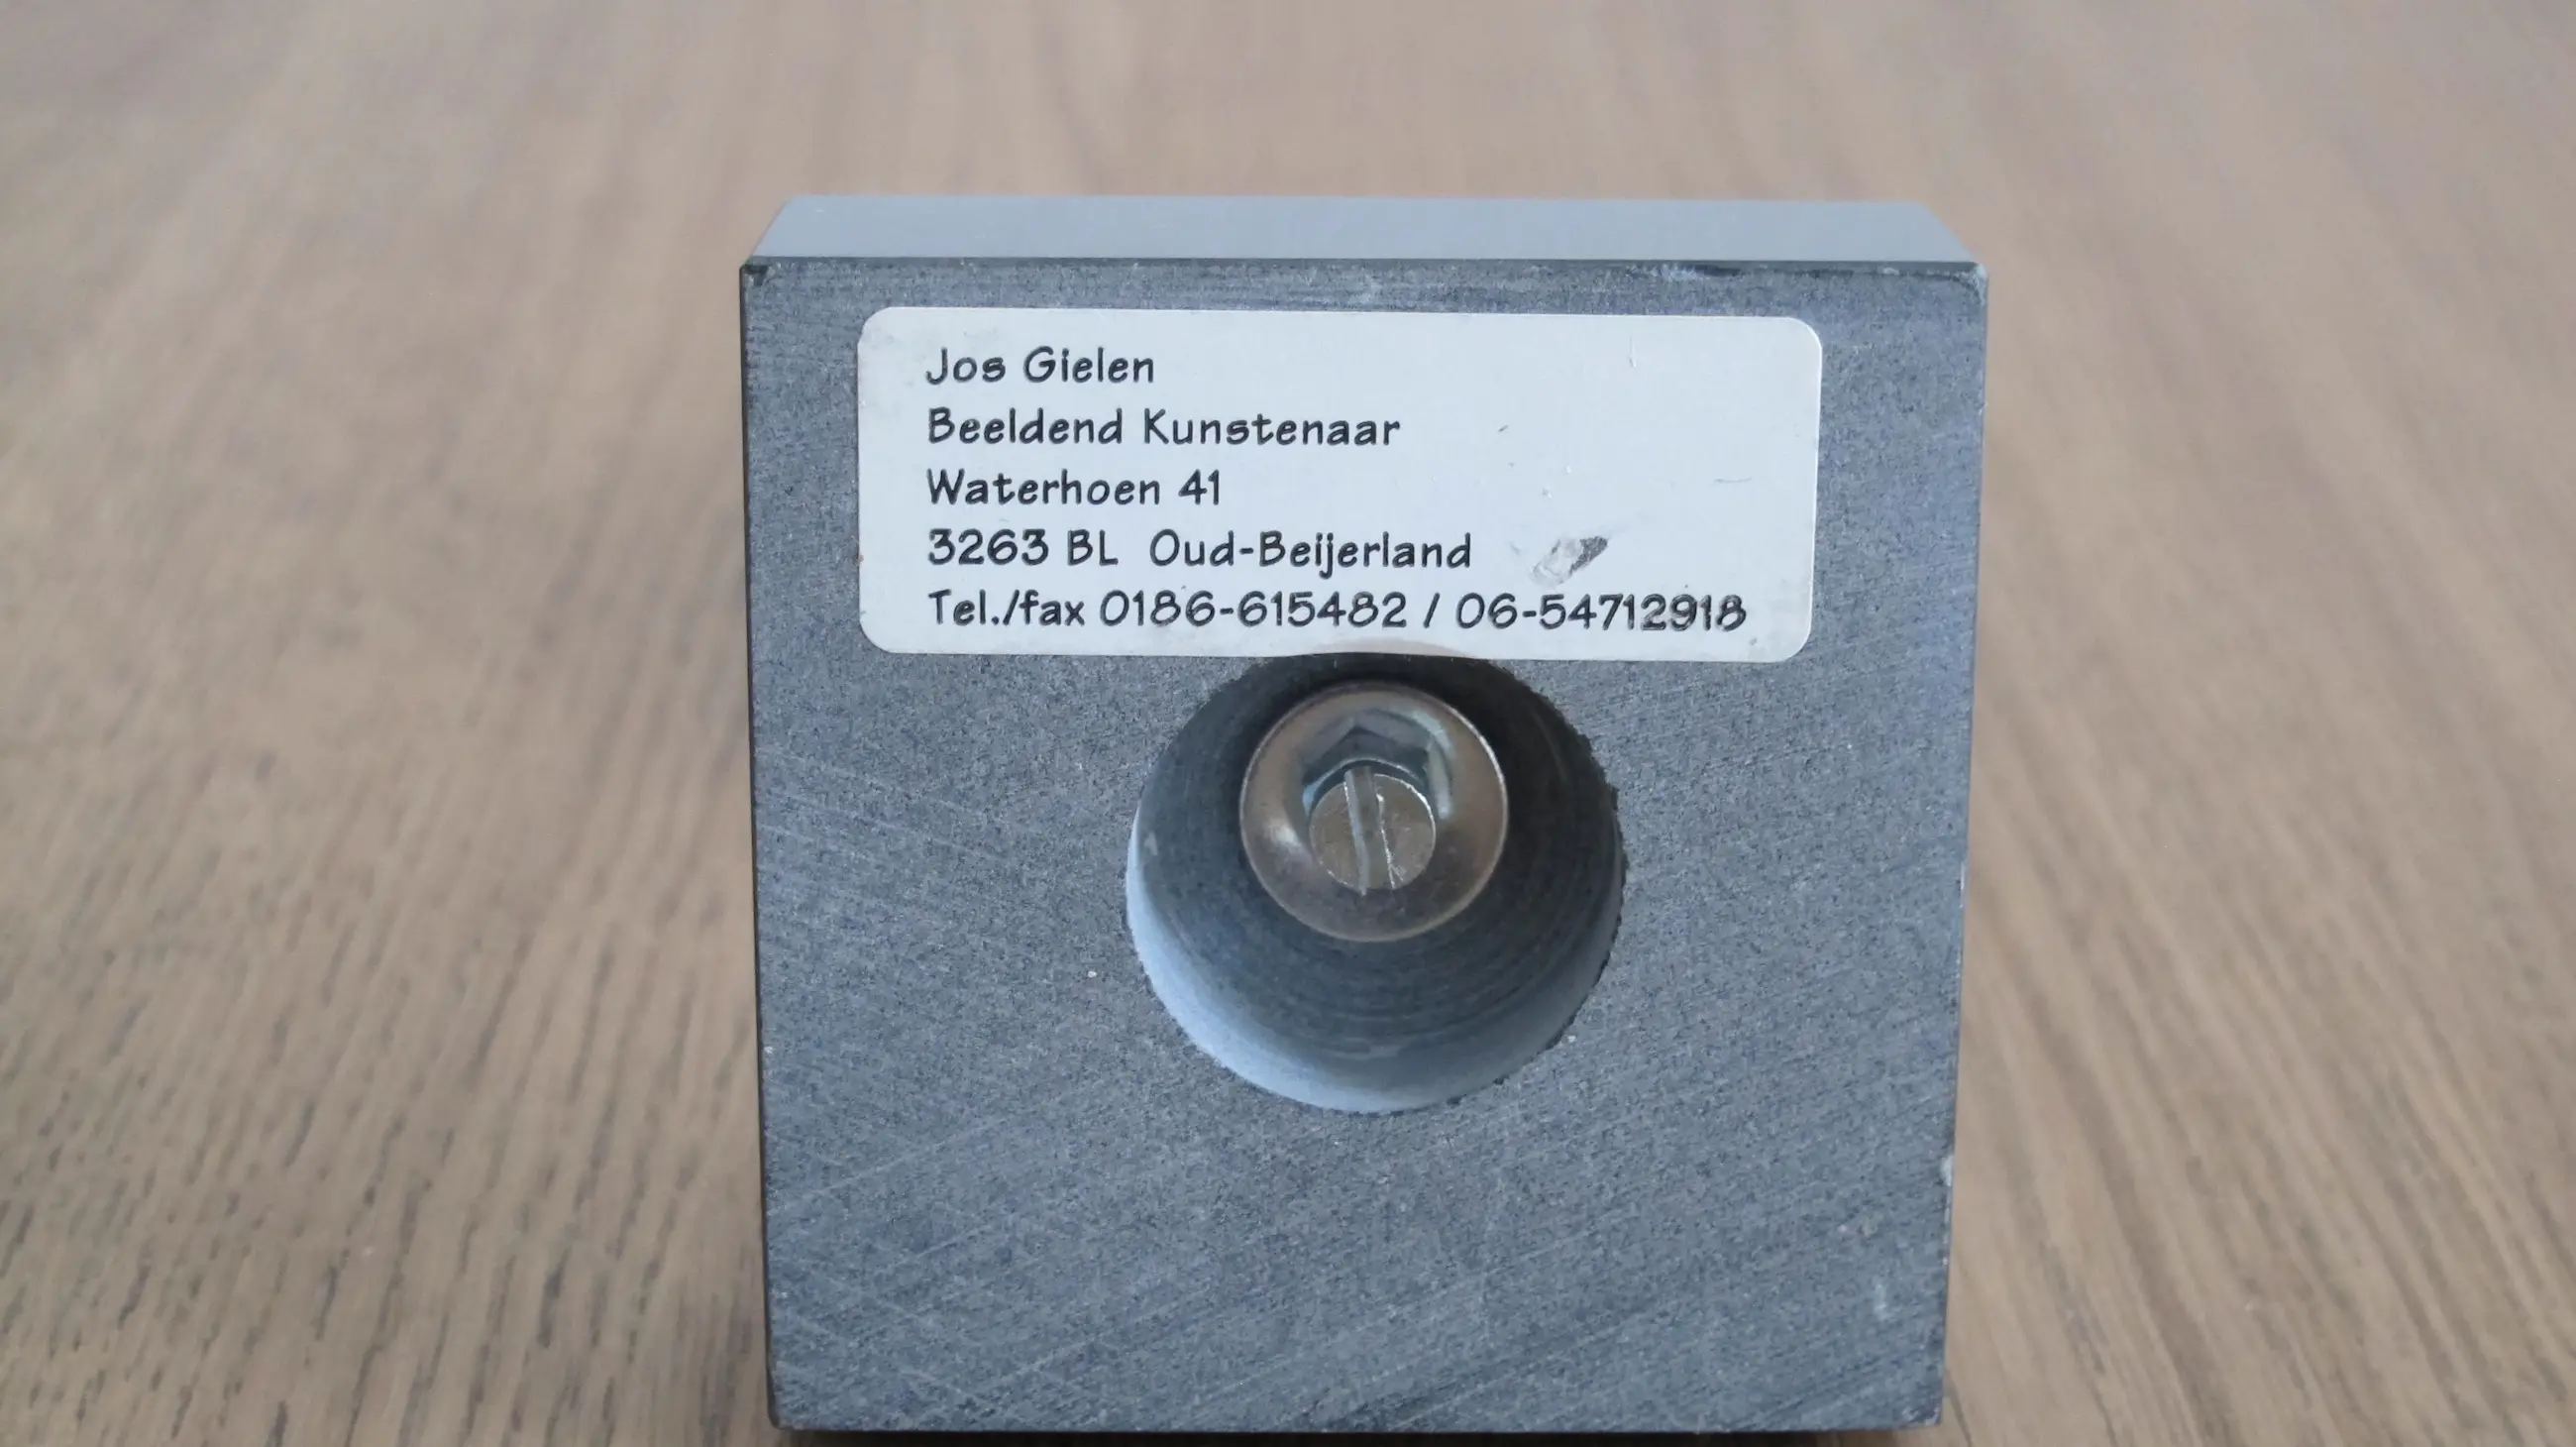 Jos Gielen
Beeldend Kunstenaar
Waterhoen 41
3263 BL Oud-Beijerland
Tel./fax 0186-615482 / 06-54712918